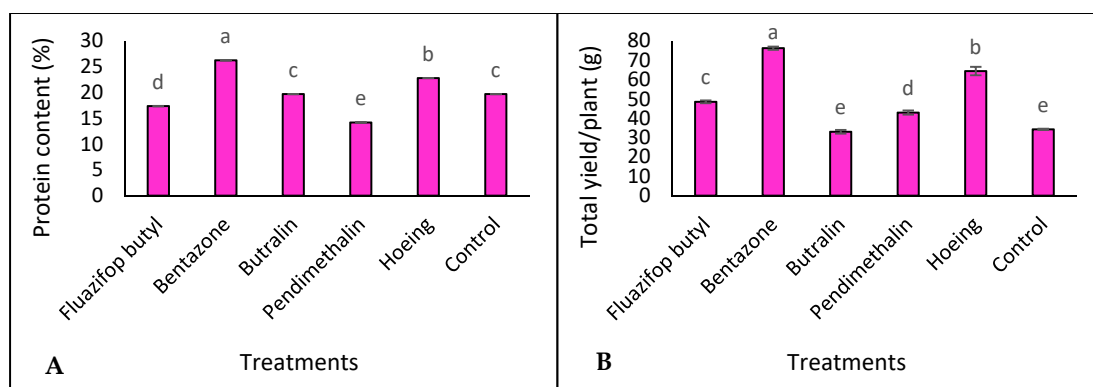 Protein content (%)
30
25
20
15
10
5
0
d
a
c
e
b
c
Fluazifop butyl
Bentazone
Butralin
Pendimethalin
Hoeing
Control
A
Treatments
Total yield/plant (g)
80
70
60
50
40
30
20
10
0
c
a
e
d
b
e
Fluazifop butyl
Bentazone
Butralin
Pendimethalin
Hoeing
Control
B
Treatments